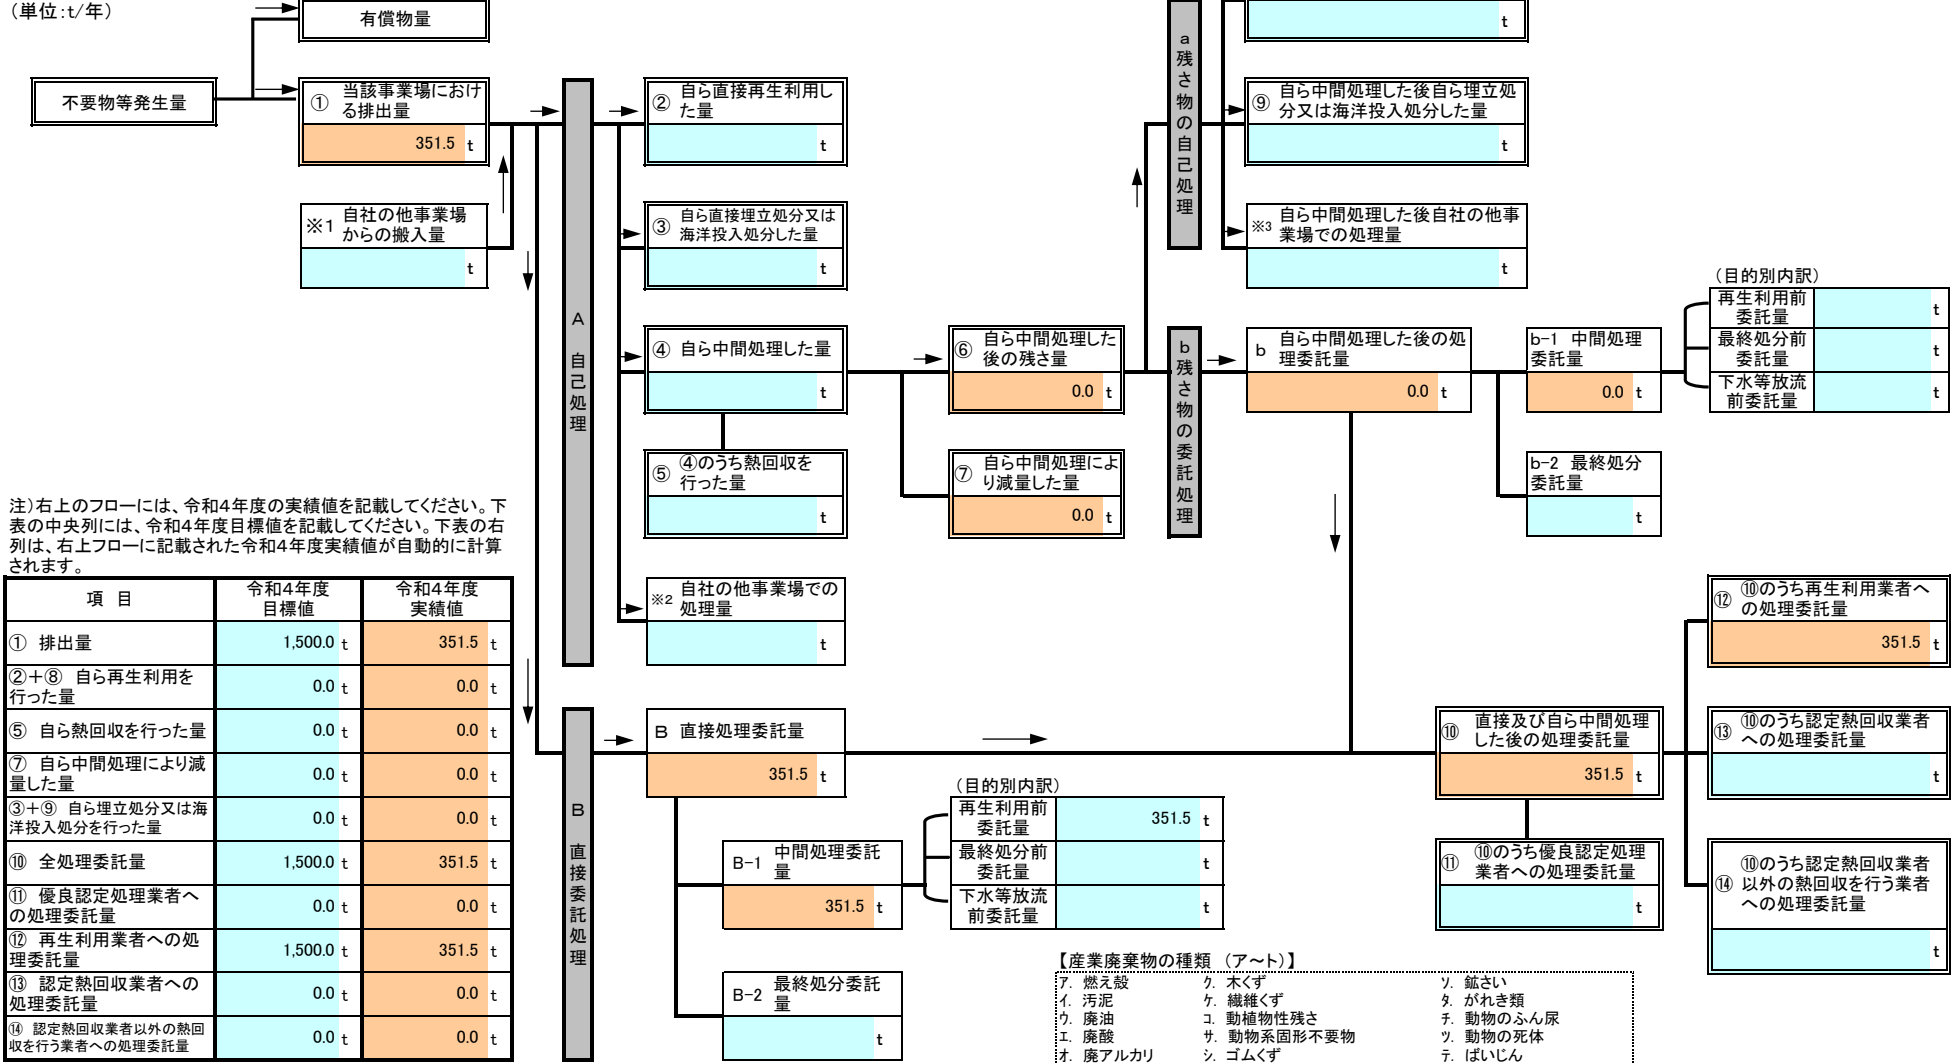 （単位：t/年）
有償物量
不要物等発生量
① 当該事業場におけ
る排出量
351.5 t
※1 自社の他事業場
からの搬入量
t
A 自己処理
② 自ら直接再生利用し
た量
t
③ 自ら直接埋立処分又は
海洋投入処分した量
t
④ 自ら中間処理した量
t
⑤ ④のうち熱回収を
行った量
t
※2 自社の他事業場での
処理量
t
⑥ 自ら中間処理した
後の残さ量
0.0 t
⑦ 自ら中間処理によ
り減量した量
0.0 t
a 残さ物の自己処理
t
⑨ 自ら中間処理した後自ら埋立処
分又は海洋投入処分した量
t
※3 自ら中間処理した後自社の他事
業場での処理量
t
b 残さ物の委託処理
b 自ら中間処理した後の処
理委託量
0.0 t
b-1 中間処理
委託量
0.0 t
（目的別内訳）
再生利用前
委託量
t
最終処分前
委託量
t
下水等放流
前委託量
t
b-2 最終処分
委託量
t
注）右上のフローには、令和４年度の実績値を記載してください。下
表の中央列には、令和４年度目標値を記載してください。下表の右
列は、右上フローに記載された令和４年度実績値が自動的に計算
されます。
項 目
令和４年度
目標値
令和４年度
実績値
① 排出量 1,500.0 t 351.5 t
②＋⑧ 自ら再生利用を
行った量 0.0 t 0.0 t
⑤ 自ら熱回収を行った量 0.0 t 0.0 t
⑦ 自ら中間処理により減
量した量 0.0 t 0.0 t
③＋⑨ 自ら埋立処分又は海
洋投入処分を行った量 0.0 t 0.0 t
⑩ 全処理委託量 1,500.0 t 351.5 t
⑪ 優良認定処理業者へ
の処理委託量 0.0 t 0.0 t
⑫ 再生利用業者への処
理委託量 1,500.0 t 351.5 t
⑬ 認定熱回収業者への
処理委託量 0.0 t 0.0 t
⑭ 認定熱回収業者以外の熱回
収を行う業者への処理委託量 0.0 t 0.0 t
B 直接委託処理
B 直接処理委託量
351.5 t
B-1 中間処理委託
量
351.5 t
（目的別内訳）
再生利用前
委託量
351.5 t
最終処分前
委託量
t
下水等放流
前委託量
t
B-2 最終処分委託
量
t
⑩ 直接及び自ら中間処理
した後の処理委託量
351.5 t
⑪ ⑩のうち優良認定処理
業者への処理委託量
t
⑫ ⑩のうち再生利用業者へ
の処理委託量
351.5 t
⑬ ⑩のうち認定熱回収業者
への処理委託量
t
⑭ ⑩のうち認定熱回収業者
以外の熱回収を行う業者
への処理委託量
t
【産業廃棄物の種類 （ア～ト）】
ア. 燃え殻 ク. 木くず ソ. 鉱さい
イ. 汚泥 ケ. 繊維くず タ. がれき類
ウ. 廃油 コ. 動植物性残さ チ. 動物のふん尿
エ. 廃酸 サ. 動物系固形不要物 ツ. 動物の死体
オ. 廃アルカリ シ. ゴムくず テ. ばいじん